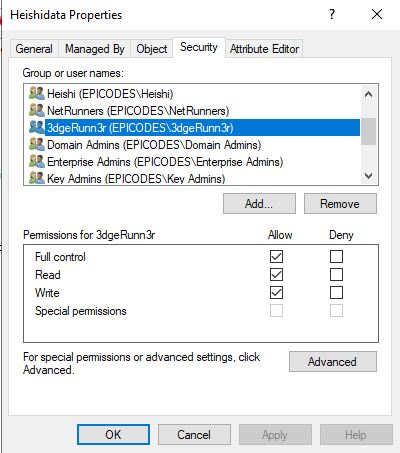 Heishidata Properties
General Managed By Object Security Attribute Editor
Group or user names:
Heishi (EPICODES\Heishi)
NetRunners (EPICODES\NetRunners)
3dgeRunn3r (EPICODES\3dgeRunn3r)
Domain Admins (EPICODES\Domain Admins)
Enterprise Admins (EPICODES\Enterprise Admins)
Key Admins (EPICODES\Key Admins)
Add... Remove
Permissions for 3dgeRunn3r Allow Deny
Full control
Read
Write
Special permissions
For special permissions or advanced settings, click
Advanced.
Advanced
OK Cancel Apply Help